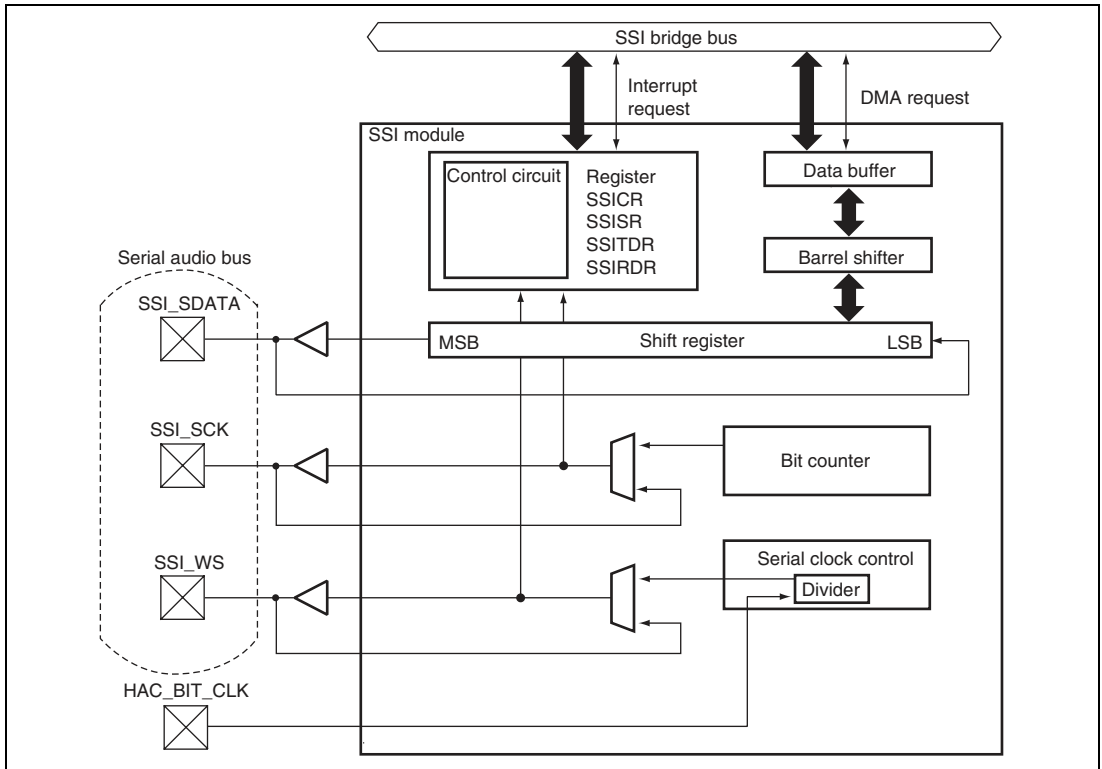 SSI bridge bus
Interrupt
request
DMA request
SSI module
Control circuit
Register
SSICR
SSISR
SSITDR
SSIRDR
Data buffer
Barrel shifter
Serial audio bus
SSI_SDATA
MSB
Shift register
LSB
SSI_SCK
Bit counter
SSI_WS
Serial clock control
Divider
HAC_BIT_CLK